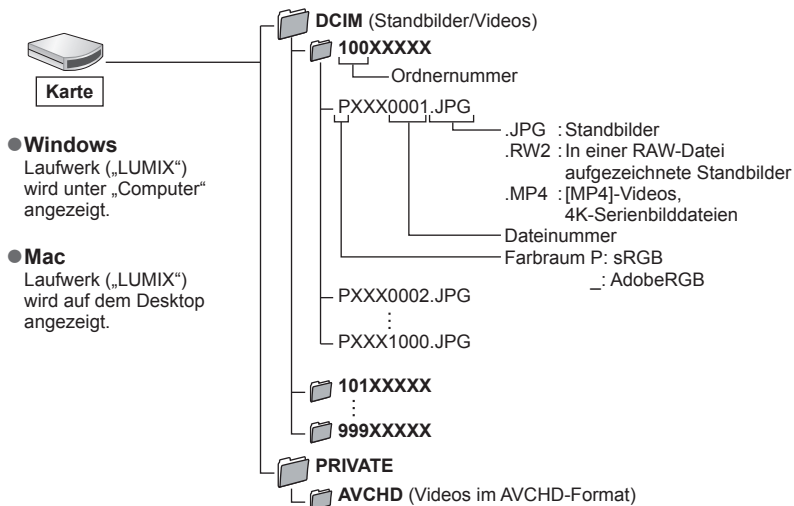 DCIM (Standbilder/Videos)
100XXXXX
Ordnernummer
Karte
PXXX0001.JPG
.JPG : Standbilder
.RW2 : In einer RAW-Datei
aufgezeichnete Standbilder
.MP4 : [MP4]-Videos,
4K-Serienbilddateien
Dateinummer
Farbraum P: sRGB
_: AdobeRGB
●Windows
Laufwerk („LUMIX“)
wird unter „Computer“
angezeigt.
●Mac
Laufwerk („LUMIX“)
wird auf dem Desktop
angezeigt.
PXXX0002.JPG
PXXX1000.JPG
101XXXXX
999XXXXX
PRIVATE
AVCHD (Videos im AVCHD-Format)